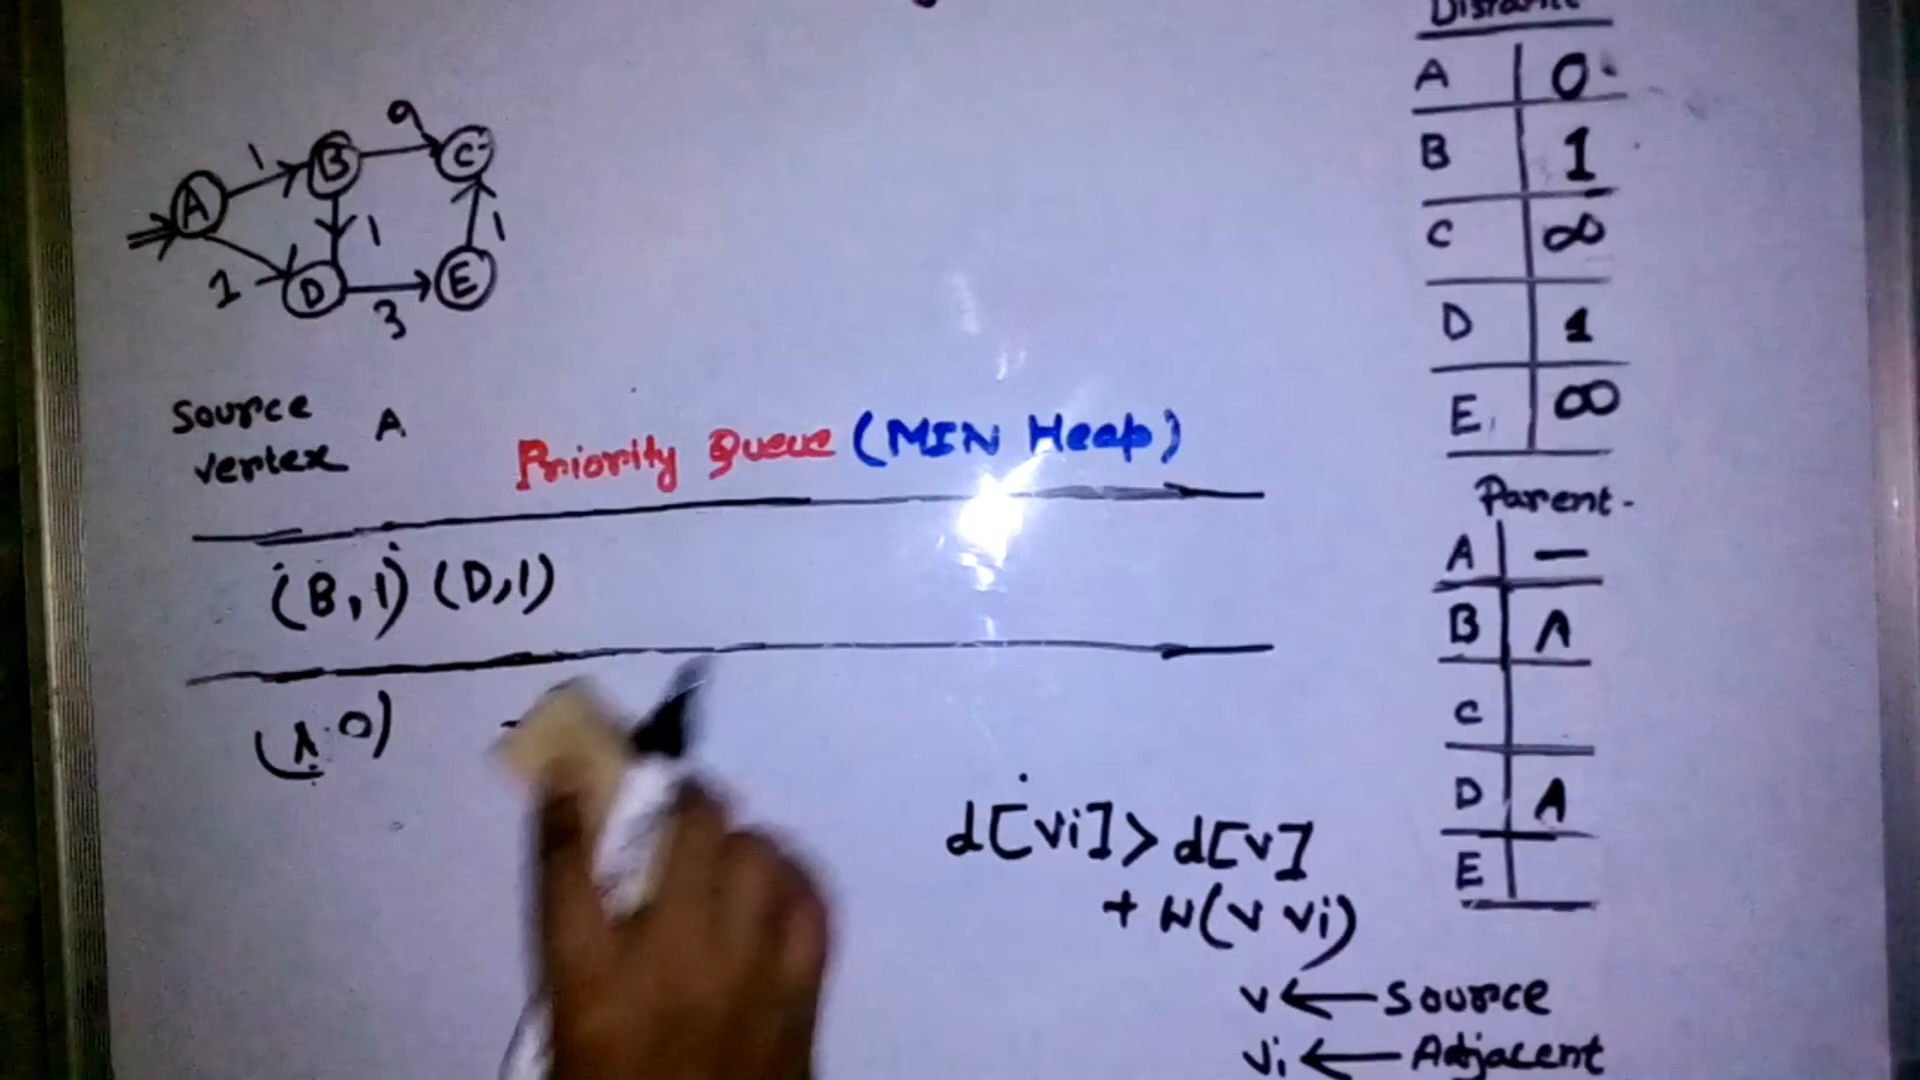 9
1
B
C
A
1
1
1
D
E
3
Source
vertex A
Priority Queue (MIN Heap)
(B,1) (D,1)
(A 0)
d[vi] > d[v]
+ W(v vi)
v ← Source
vi ← Adjacent
Distance
A 0
B 1
C ∞
D 1
E ∞
Parent
A —
B A
C
D A
E